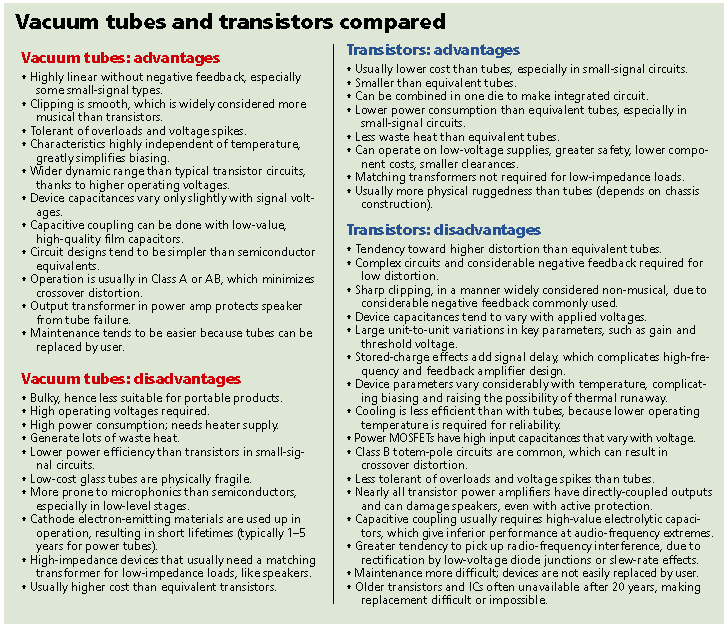 Vacuum tubes and transistors compared
Vacuum tubes: advantages
• Highly linear without negative feedback, especially
some small-signal types.
• Clipping is smooth, which is widely considered more
musical than transistors.
• Tolerant of overloads and voltage spikes.
• Characteristics highly independent of temperature,
greatly simplifies biasing.
• Wider dynamic range than typical transistor circuits,
thanks to higher operating voltages.
• Device capacitances vary only slightly with signal volt-
ages.
• Capacitive coupling can be done with low-value,
high-quality film capacitors.
• Circuit designs tend to be simpler than semiconductor
equivalents.
• Operation is usually in Class A or AB, which minimizes
crossover distortion.
• Output transformer in power amp protects speaker
from tube failure.
• Maintenance tends to be easier because tubes can be
replaced by user.
Vacuum tubes: disadvantages
• Bulky, hence less suitable for portable products.
• High operating voltages required.
• High power consumption; needs heater supply.
• Generate lots of waste heat.
• Lower power efficiency than transistors in small-sig-
nal circuits.
• Low-cost glass tubes are physically fragile.
• More prone to microphonics than semiconductors,
especially in low-level stages.
• Cathode electron-emitting materials are used up in
operation, resulting in short lifetimes (typically 1–5
years for power tubes).
• High-impedance devices that usually need a matching
transformer for low-impedance loads, like speakers.
• Usually higher cost than equivalent transistors.
Transistors: advantages
• Usually lower cost than tubes, especially in small-signal circuits.
• Smaller than equivalent tubes.
• Can be combined in one die to make integrated circuit.
• Lower power consumption than equivalent tubes, especially in
small-signal circuits.
• Less waste heat than equivalent tubes.
• Can operate on low-voltage supplies, greater safety, lower compo-
nent costs, smaller clearances.
• Matching transformers not required for low-impedance loads.
• Usually more physical ruggedness than tubes (depends on chassis
construction).
Transistors: disadvantages
• Tendency toward higher distortion than equivalent tubes.
• Complex circuits and considerable negative feedback required for
low distortion.
• Sharp clipping, in a manner widely considered non-musical, due to
considerable negative feedback commonly used.
• Device capacitances tend to vary with applied voltages.
• Large unit-to-unit variations in key parameters, such as gain and
threshold voltage.
• Stored-charge effects add signal delay, which complicates high-fre-
quency and feedback amplifier design.
• Device parameters vary considerably with temperature, complicat-
ing biasing and raising the possibility of thermal runaway.
• Cooling is less efficient than with tubes, because lower operating
temperature is required for reliability.
• Power MOSFETs have high input capacitances that vary with voltage.
• Class B totem-pole circuits are common, which can result in
crossover distortion.
• Less tolerant of overloads and voltage spikes than tubes.
• Nearly all transistor power amplifiers have directly-coupled outputs
and can damage speakers, even with active protection.
• Capacitive coupling usually requires high-value electrolytic capaci-
tors, which give inferior performance at audio-frequency extremes.
• Greater tendency to pick up radio-frequency interference, due to
rectification by low-voltage diode junctions or slew-rate effects.
• Maintenance more difficult; devices are not easily replaced by user.
• Older transistors and ICs often unavailable after 20 years, making
replacement difficult or impossible.